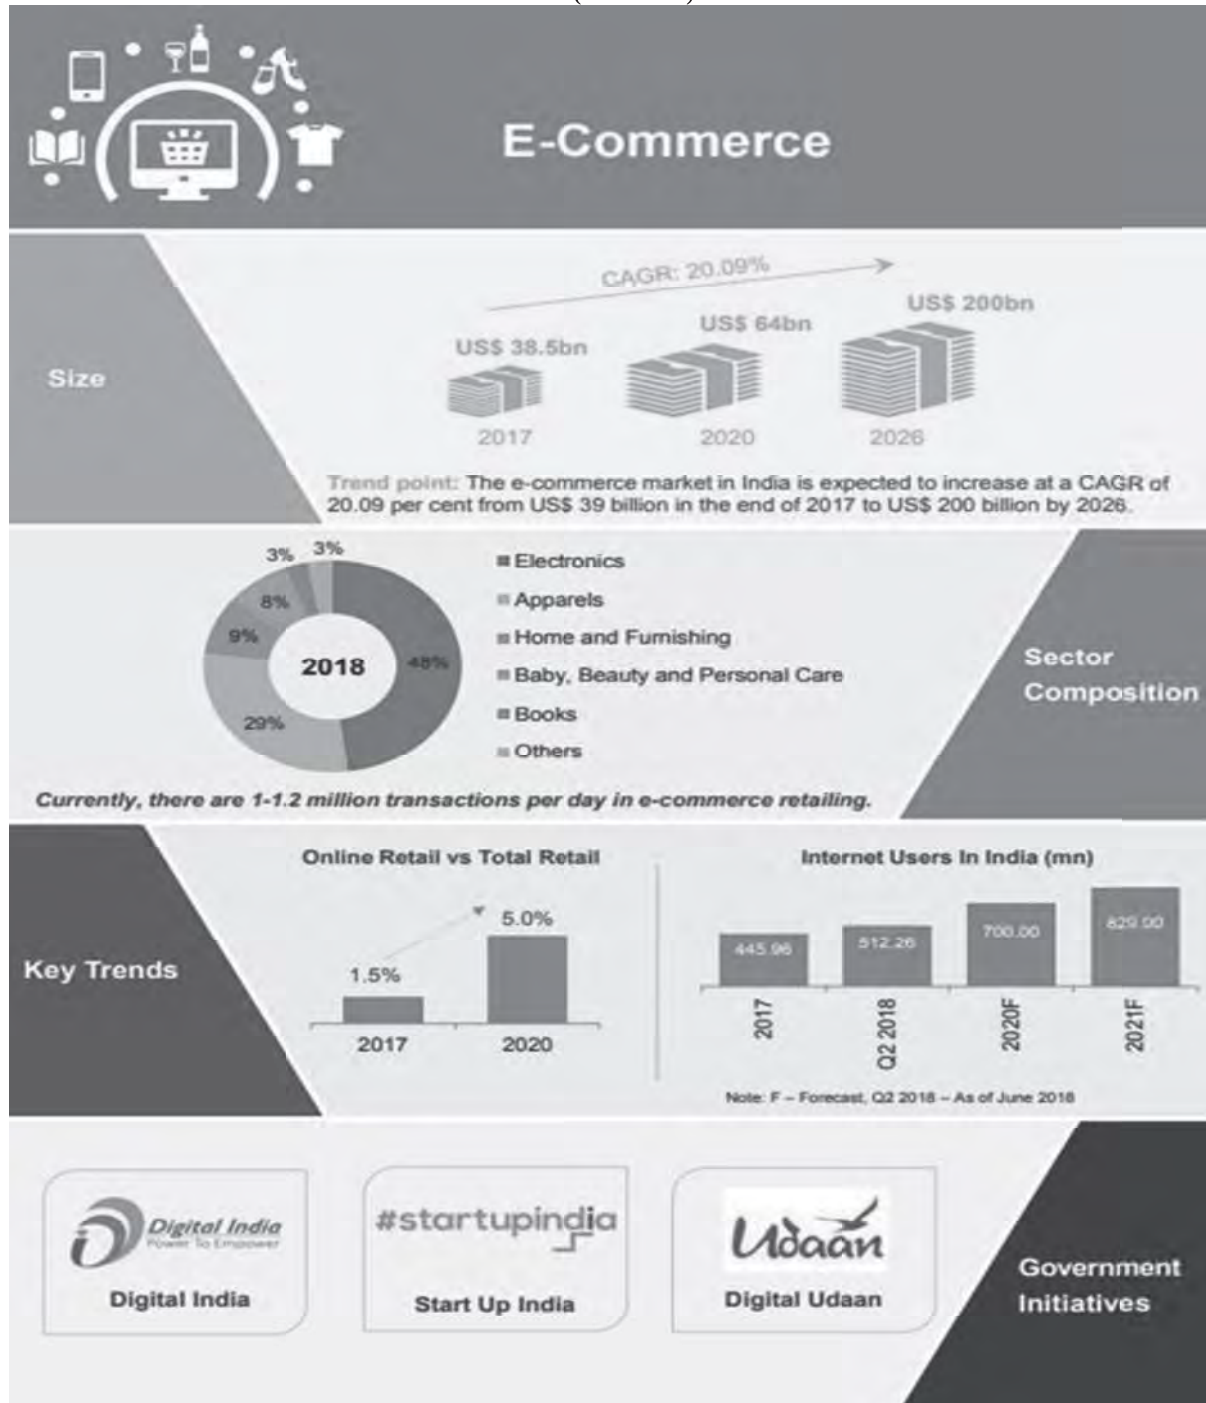 E-Commerce
CAGR: 20.09%
US$ 200bn
US$ 64bn
US$ 38.5bn
Size
2017
2020
2026
Trend point: The e-commerce market in India is expected to increase at a CAGR of
20.09 per cent from US$ 39 billion in the end of 2017 to US$ 200 billion by 2026.
3%
3%
8%
9%
2018
48%
29%
Electronics
Apparels
Home and Furnishing
Baby, Beauty and Personal Care
Books
Others
Sector
Composition
Currently, there are 1-1.2 million transactions per day in e-commerce retailing.
Key Trends
Online Retail vs Total Retail
1.5%
5.0%
2017
2020
Internet Users In India (mn)
445.96
512.26
700.00
829.00
2017
Q2 2018
2020F
2021F
Note: F – Forecast, Q2 2018 – As of June 2018
Digital India
Power To Empower
Digital India
#startupindia
Start Up India
Udaan
Digital Udaan
Government
Initiatives